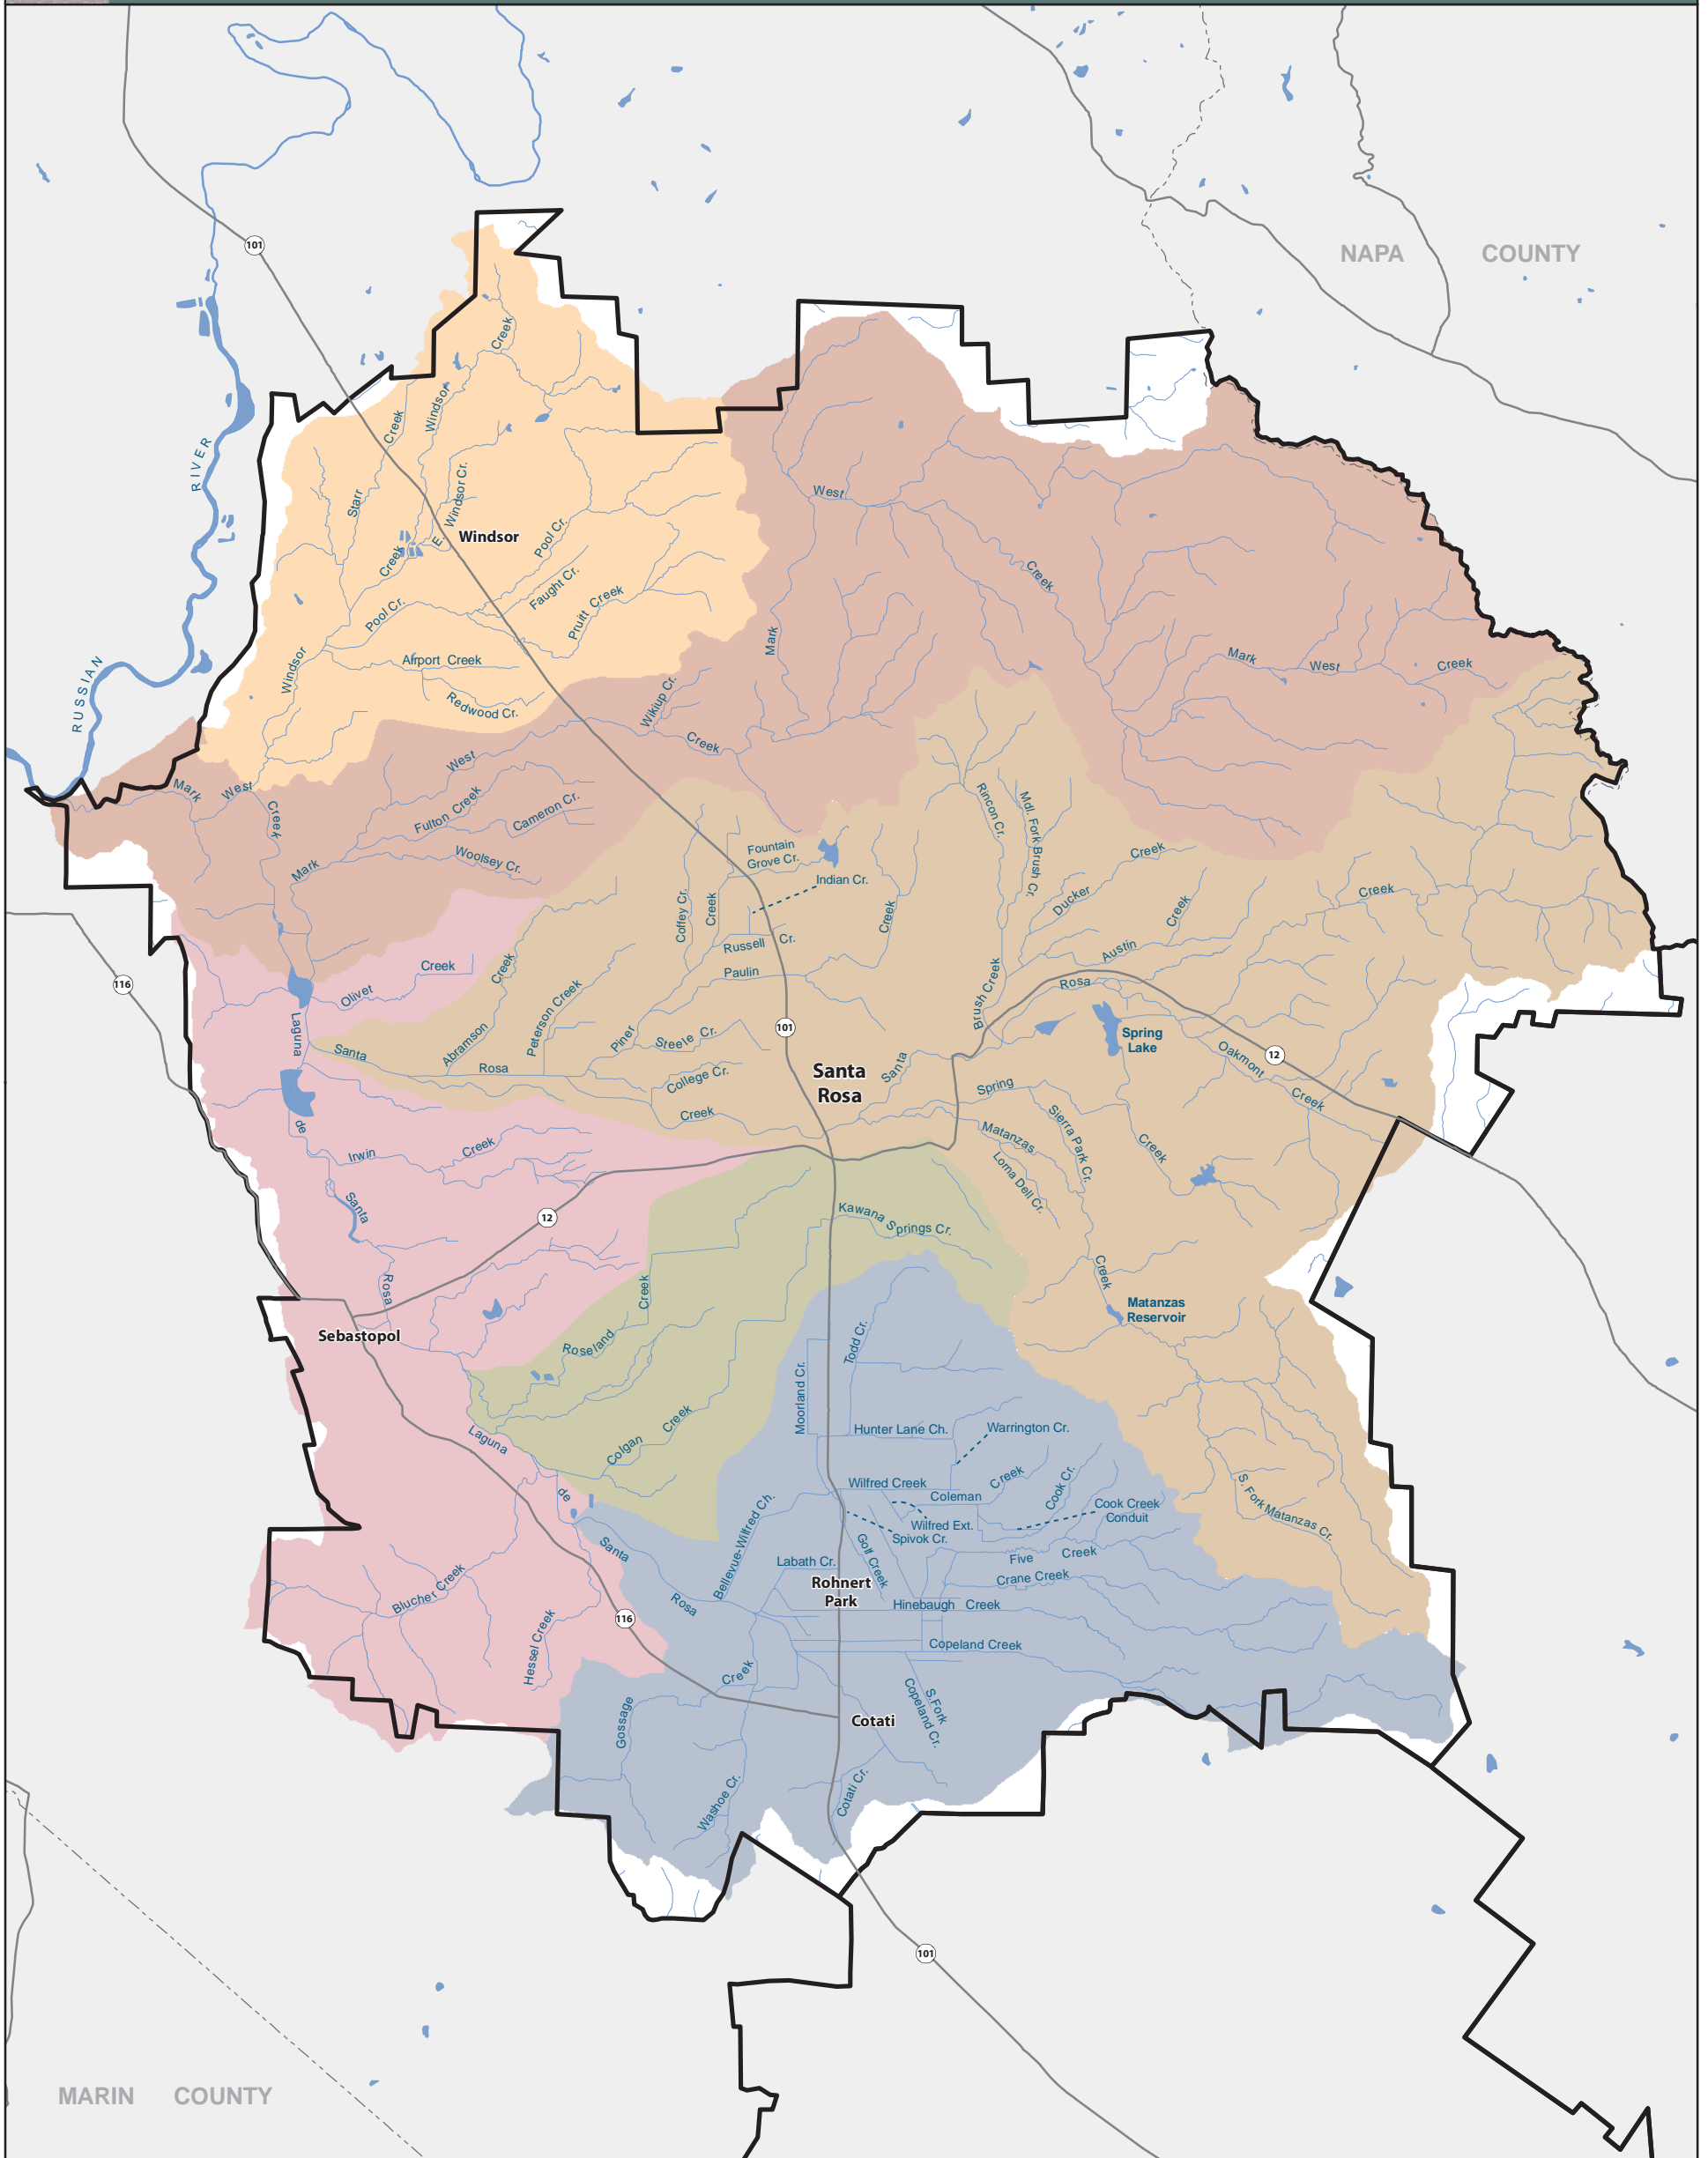 NAPA COUNTY
101
RIVER
RUSSIAN
Creek
Windsor
Creek
Starr
E. Windsor Cr.
Windsor
Creek
Pool Cr.
Faught Cr.
Pruitt Creek
Pool Cr.
Airport Creek
Windsor
Redwood Cr.
West
Creek
Mark
Mark West Creek
Wikiup Cr.
Creek
West
Mark
West
Creek
Fulton Creek
Cameron Cr.
Mark
Woolsey Cr.
Rincon Cr.
Mdl. Fork Brush Cr.
Fountain
Grove Cr.
Indian Cr.
Creek
Ducker
Creek
Creek
Coffey Cr.
Creek
Creek
Russell Cr.
Austin
Paulin
116
Creek
Olivet
Creek
Peterson Creek
Brush Creek
Rosa
Laguna
Santa
Abramson
Rosa
Piner
Steele Cr.
101
Spring
Lake
12
Oakmont
Creek
Santa
Rosa
Santa
College Cr.
Creek
Spring
Creek
Sierra Park Cr.
Matanzas
Loma Dell Cr.
de
Irwin
Creek
Santa
12
Kawana Springs Cr.
Rosa
Creek
Creek
Matanzas
Reservoir
Sebastopol
Roseland
Todd Cr.
Moorland Cr.
Laguna
Colgan
Creek
Hunter Lane Ch.
Warrington Cr.
Wilfred Creek
Creek
Coleman
Cook Cr.
Cook Creek
Conduit
S. Fork Matanzas Cr.
de
Bellevue-Wilfred Ch.
Wilfred Ext.
Spivok Cr.
Golf Creek
Santa
Labath Cr.
Five Creek
Crane Creek
Rohnert
Park
Rosa
Hinebaugh Creek
Blucher Creek
116
Hessel Creek
Copeland Creek
Creek
S.Fork
Copeland Cr.
Gossage
Cotati
Washoe Cr.
Cotati Cr.
101
MARIN COUNTY